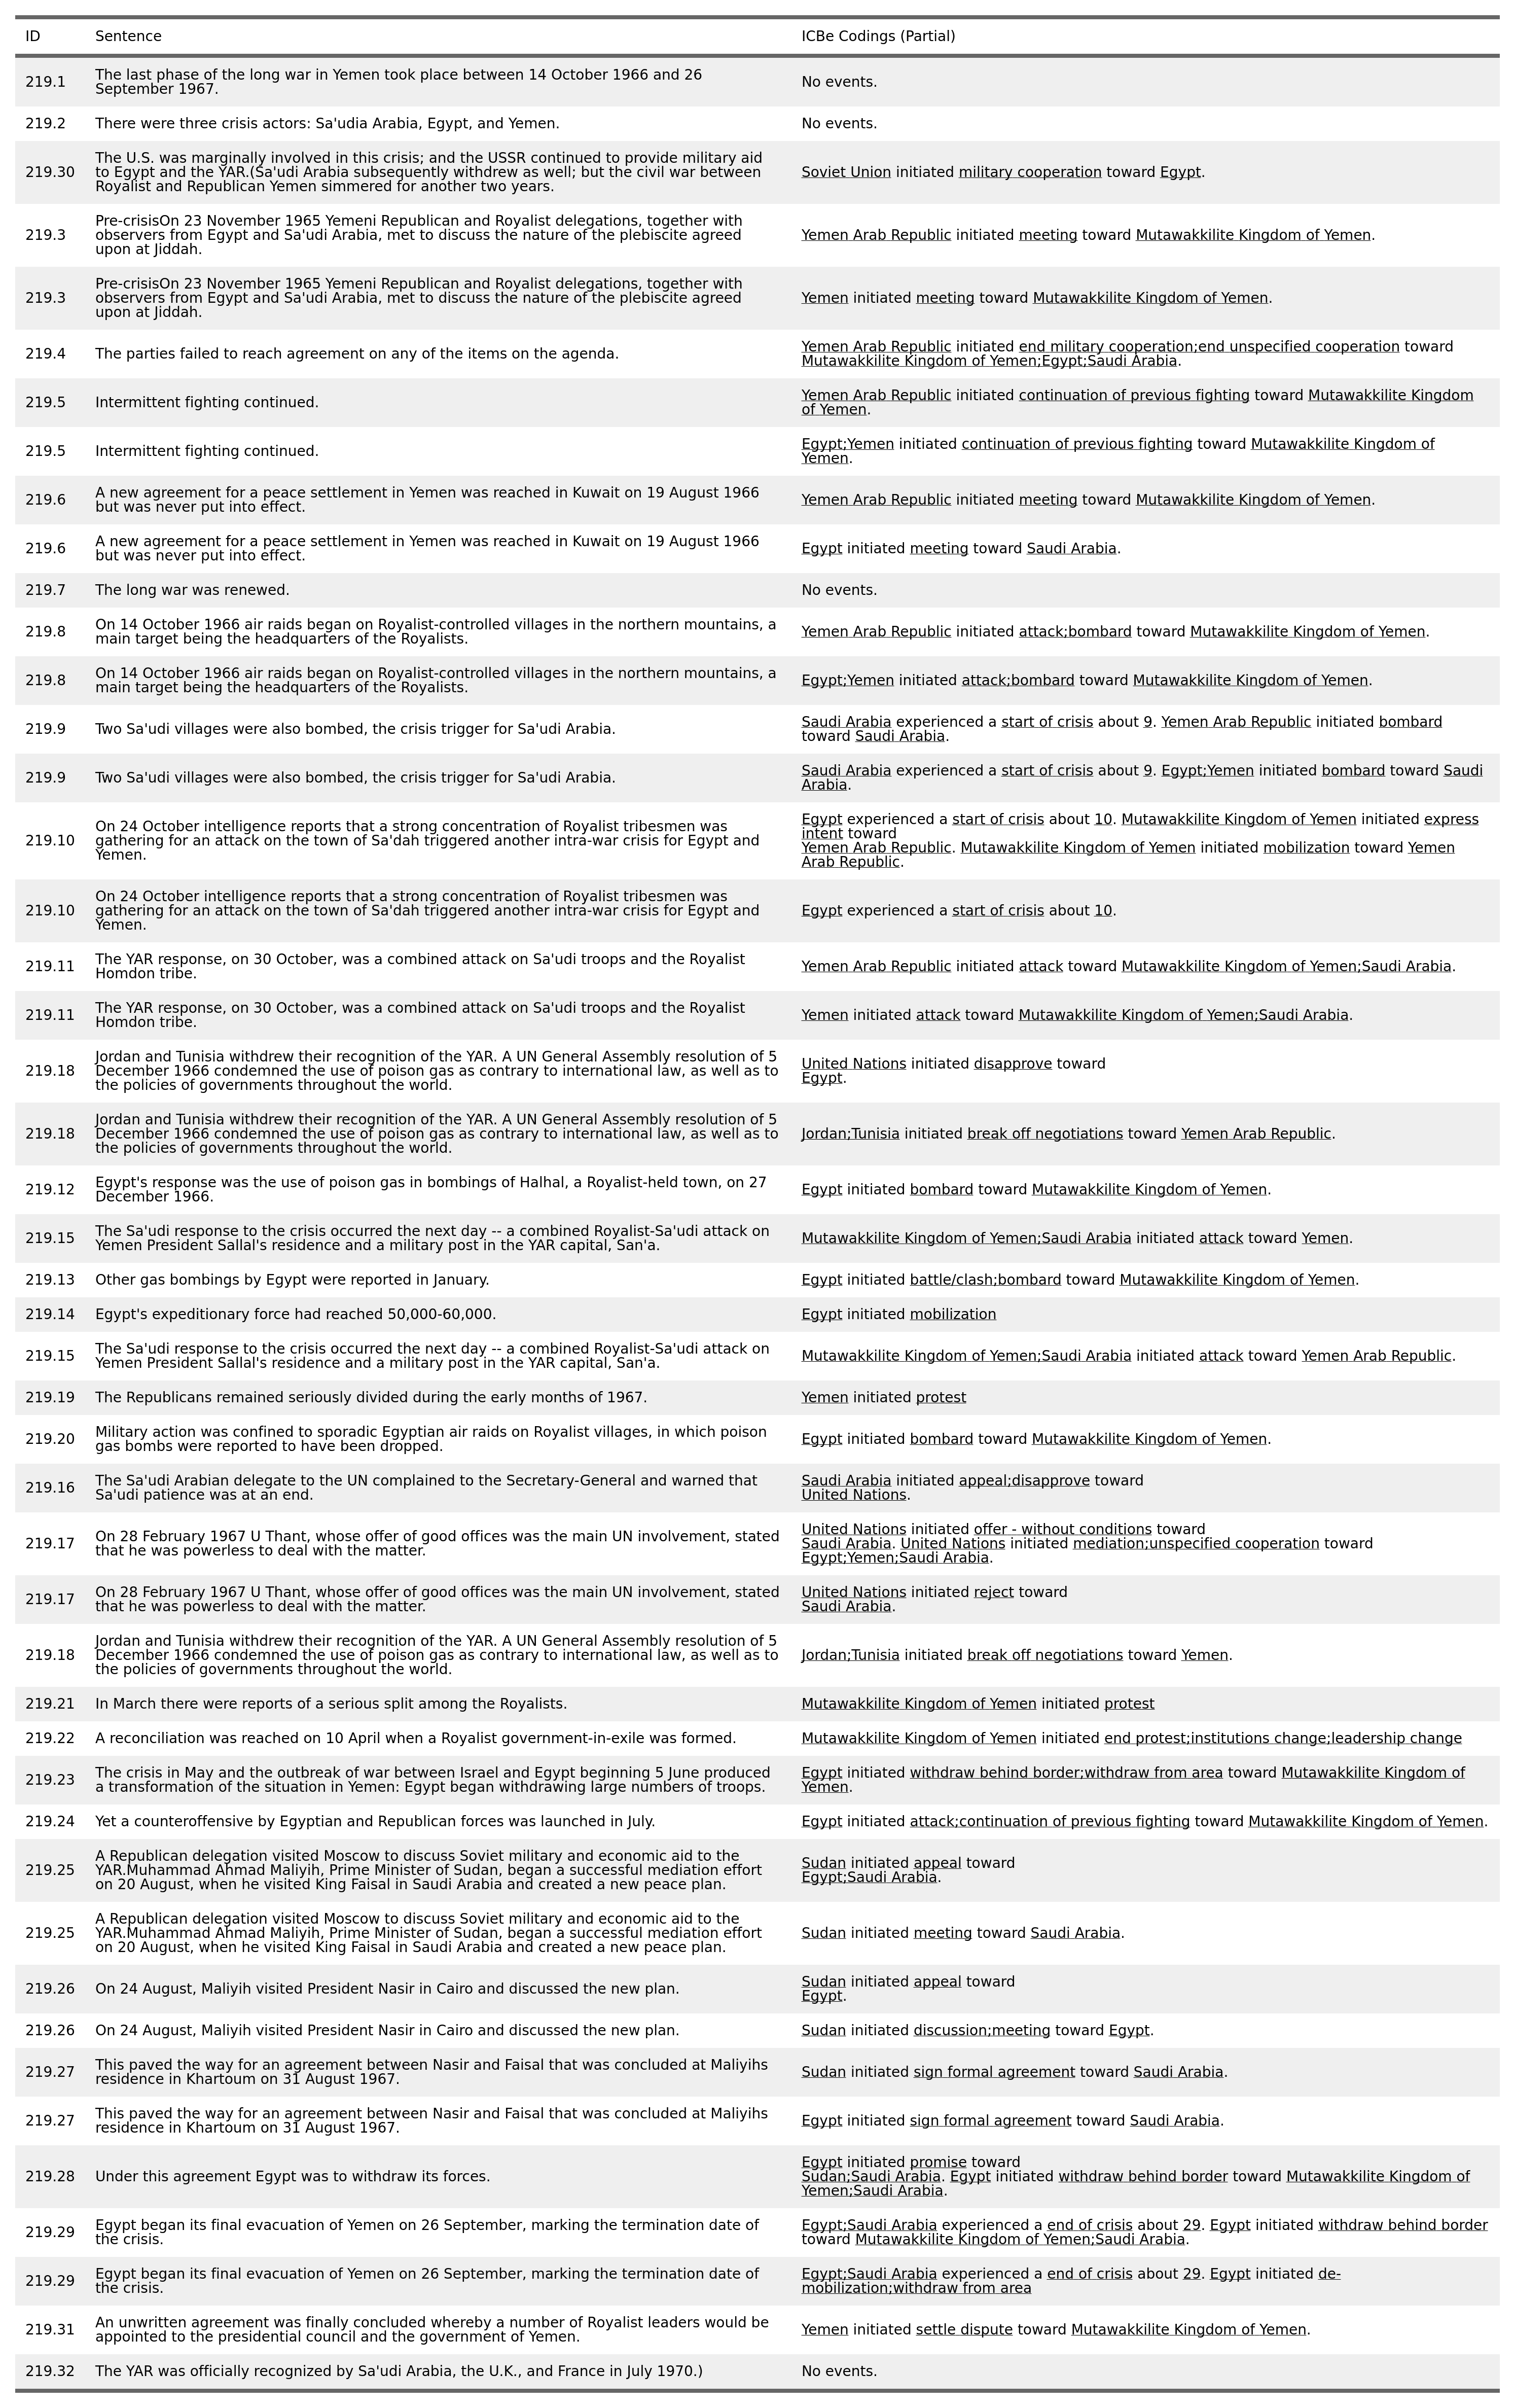 ID Sentence ICBe Codings (Partial)
219.1 The last phase of the long war in Yemen took place between 14 October 1966 and 26
September 1967. No events.
219.2 There were three crisis actors: Sa'udia Arabia, Egypt, and Yemen. No events.
219.30 The U.S. was marginally involved in this crisis; and the USSR continued to provide military aid
to Egypt and the YAR.(Sa'udi Arabia subsequently withdrew as well; but the civil war between
Royalist and Republican Yemen simmered for another two years.
Soviet Union initiated military cooperation toward Egypt.
219.3 Pre-crisisOn 23 November 1965 Yemeni Republican and Royalist delegations, together with
observers from Egypt and Sa'udi Arabia, met to discuss the nature of the plebiscite agreed
upon at Jiddah.
Yemen Arab Republic initiated meeting toward Mutawakkilite Kingdom of Yemen.
219.3 Pre-crisisOn 23 November 1965 Yemeni Republican and Royalist delegations, together with
observers from Egypt and Sa'udi Arabia, met to discuss the nature of the plebiscite agreed
upon at Jiddah.
Yemen initiated meeting toward Mutawakkilite Kingdom of Yemen.
219.4 The parties failed to reach agreement on any of the items on the agenda.
Yemen Arab Republic initiated end military cooperation;end unspecified cooperation toward
Mutawakkilite Kingdom of Yemen;Egypt;Saudi Arabia.
219.5 Intermittent fighting continued.
Yemen Arab Republic initiated continuation of previous fighting toward Mutawakkilite Kingdom
of Yemen.
219.5 Intermittent fighting continued.
Egypt;Yemen initiated continuation of previous fighting toward Mutawakkilite Kingdom of
Yemen.
219.6 A new agreement for a peace settlement in Yemen was reached in Kuwait on 19 August 1966
but was never put into effect.
Yemen Arab Republic initiated meeting toward Mutawakkilite Kingdom of Yemen.
219.6 A new agreement for a peace settlement in Yemen was reached in Kuwait on 19 August 1966
but was never put into effect.
Egypt initiated meeting toward Saudi Arabia.
219.7 The long war was renewed. No events.
219.8 On 14 October 1966 air raids began on Royalist-controlled villages in the northern mountains, a
main target being the headquarters of the Royalists.
Yemen Arab Republic initiated attack;bombard toward Mutawakkilite Kingdom of Yemen.
219.8 On 14 October 1966 air raids began on Royalist-controlled villages in the northern mountains, a
main target being the headquarters of the Royalists.
Egypt;Yemen initiated attack;bombard toward Mutawakkilite Kingdom of Yemen.
219.9 Two Sa'udi villages were also bombed, the crisis trigger for Sa'udi Arabia.
Saudi Arabia experienced a start of crisis about 9. Yemen Arab Republic initiated bombard
toward Saudi Arabia.
219.9 Two Sa'udi villages were also bombed, the crisis trigger for Sa'udi Arabia.
Saudi Arabia experienced a start of crisis about 9. Egypt;Yemen initiated bombard toward Saudi
Arabia.
219.10 On 24 October intelligence reports that a strong concentration of Royalist tribesmen was
gathering for an attack on the town of Sa'dah triggered another intra-war crisis for Egypt and
Yemen.
Egypt experienced a start of crisis about 10. Mutawakkilite Kingdom of Yemen initiated express
intent toward
Yemen Arab Republic. Mutawakkilite Kingdom of Yemen initiated mobilization toward Yemen
Arab Republic.
219.10 On 24 October intelligence reports that a strong concentration of Royalist tribesmen was
gathering for an attack on the town of Sa'dah triggered another intra-war crisis for Egypt and
Yemen.
Egypt experienced a start of crisis about 10.
219.11 The YAR response, on 30 October, was a combined attack on Sa'udi troops and the Royalist
Homdon tribe.
Yemen Arab Republic initiated attack toward Mutawakkilite Kingdom of Yemen;Saudi Arabia.
219.11 The YAR response, on 30 October, was a combined attack on Sa'udi troops and the Royalist
Homdon tribe.
Yemen initiated attack toward Mutawakkilite Kingdom of Yemen;Saudi Arabia.
219.18 Jordan and Tunisia withdrew their recognition of the YAR. A UN General Assembly resolution of 5
December 1966 condemned the use of poison gas as contrary to international law, as well as to
the policies of governments throughout the world.
United Nations initiated disapprove toward
Egypt.
219.18 Jordan and Tunisia withdrew their recognition of the YAR. A UN General Assembly resolution of 5
December 1966 condemned the use of poison gas as contrary to international law, as well as to
the policies of governments throughout the world.
Jordan;Tunisia initiated break off negotiations toward Yemen Arab Republic.
219.12 Egypt's response was the use of poison gas in bombings of Halhal, a Royalist-held town, on 27
December 1966.
Egypt initiated bombard toward Mutawakkilite Kingdom of Yemen.
219.15 The Sa'udi response to the crisis occurred the next day -- a combined Royalist-Sa'udi attack on
Yemen President Sallal's residence and a military post in the YAR capital, San'a.
Mutawakkilite Kingdom of Yemen;Saudi Arabia initiated attack toward Yemen.
219.13 Other gas bombings by Egypt were reported in January.
Egypt initiated battle/clash;bombard toward Mutawakkilite Kingdom of Yemen.
219.14 Egypt's expeditionary force had reached 50,000-60,000. Egypt initiated mobilization
219.15 The Sa'udi response to the crisis occurred the next day -- a combined Royalist-Sa'udi attack on
Yemen President Sallal's residence and a military post in the YAR capital, San'a.
Mutawakkilite Kingdom of Yemen;Saudi Arabia initiated attack toward Yemen Arab Republic.
219.19 The Republicans remained seriously divided during the early months of 1967. Yemen initiated protest
219.20 Military action was confined to sporadic Egyptian air raids on Royalist villages, in which poison
gas bombs were reported to have been dropped.
Egypt initiated bombard toward Mutawakkilite Kingdom of Yemen.
219.16 The Sa'udi Arabian delegate to the UN complained to the Secretary-General and warned that
Sa'udi patience was at an end.
Saudi Arabia initiated appeal;disapprove toward
United Nations.
219.17 On 28 February 1967 U Thant, whose offer of good offices was the main UN involvement, stated
that he was powerless to deal with the matter.
United Nations initiated offer - without conditions toward
Saudi Arabia. United Nations initiated mediation;unspecified cooperation toward
Egypt;Yemen;Saudi Arabia.
219.17 On 28 February 1967 U Thant, whose offer of good offices was the main UN involvement, stated
that he was powerless to deal with the matter.
United Nations initiated reject toward
Saudi Arabia.
219.18 Jordan and Tunisia withdrew their recognition of the YAR. A UN General Assembly resolution of 5
December 1966 condemned the use of poison gas as contrary to international law, as well as to
the policies of governments throughout the world.
Jordan;Tunisia initiated break off negotiations toward Yemen.
219.21 In March there were reports of a serious split among the Royalists. Mutawakkilite Kingdom of Yemen initiated protest
219.22 A reconciliation was reached on 10 April when a Royalist government-in-exile was formed. Mutawakkilite Kingdom of Yemen initiated end protest;institutions change;leadership change
219.23 The crisis in May and the outbreak of war between Israel and Egypt beginning 5 June produced
a transformation of the situation in Yemen: Egypt began withdrawing large numbers of troops.
Egypt initiated withdraw behind border;withdraw from area toward Mutawakkilite Kingdom of
Yemen.
219.24 Yet a counteroffensive by Egyptian and Republican forces was launched in July. Egypt initiated attack;continuation of previous fighting toward Mutawakkilite Kingdom of Yemen.
219.25 A Republican delegation visited Moscow to discuss Soviet military and economic aid to the
YAR.Muhammad Ahmad Maliyih, Prime Minister of Sudan, began a successful mediation effort
on 20 August, when he visited King Faisal in Saudi Arabia and created a new peace plan.
Sudan initiated appeal toward
Egypt;Saudi Arabia.
219.25 A Republican delegation visited Moscow to discuss Soviet military and economic aid to the
YAR.Muhammad Ahmad Maliyih, Prime Minister of Sudan, began a successful mediation effort
on 20 August, when he visited King Faisal in Saudi Arabia and created a new peace plan.
Sudan initiated meeting toward Saudi Arabia.
219.26 On 24 August, Maliyih visited President Nasir in Cairo and discussed the new plan.
Sudan initiated appeal toward
Egypt.
219.26 On 24 August, Maliyih visited President Nasir in Cairo and discussed the new plan. Sudan initiated discussion;meeting toward Egypt.
219.27 This paved the way for an agreement between Nasir and Faisal that was concluded at Maliyihs
residence in Khartoum on 31 August 1967.
Sudan initiated sign formal agreement toward Saudi Arabia.
219.27 This paved the way for an agreement between Nasir and Faisal that was concluded at Maliyihs
residence in Khartoum on 31 August 1967.
Egypt initiated sign formal agreement toward Saudi Arabia.
219.28 Under this agreement Egypt was to withdraw its forces.
Egypt initiated promise toward
Sudan;Saudi Arabia. Egypt initiated withdraw behind border toward Mutawakkilite Kingdom of
Yemen;Saudi Arabia.
219.29 Egypt began its final evacuation of Yemen on 26 September, marking the termination date of
the crisis.
Egypt;Saudi Arabia experienced a end of crisis about 29. Egypt initiated withdraw behind border
toward Mutawakkilite Kingdom of Yemen;Saudi Arabia.
219.29 Egypt began its final evacuation of Yemen on 26 September, marking the termination date of
the crisis.
Egypt;Saudi Arabia experienced a end of crisis about 29. Egypt initiated de-
mobilization;withdraw from area
219.31 An unwritten agreement was finally concluded whereby a number of Royalist leaders would be
appointed to the presidential council and the government of Yemen.
Yemen initiated settle dispute toward Mutawakkilite Kingdom of Yemen.
219.32 The YAR was officially recognized by Sa'udi Arabia, the U.K., and France in July 1970.) No events.